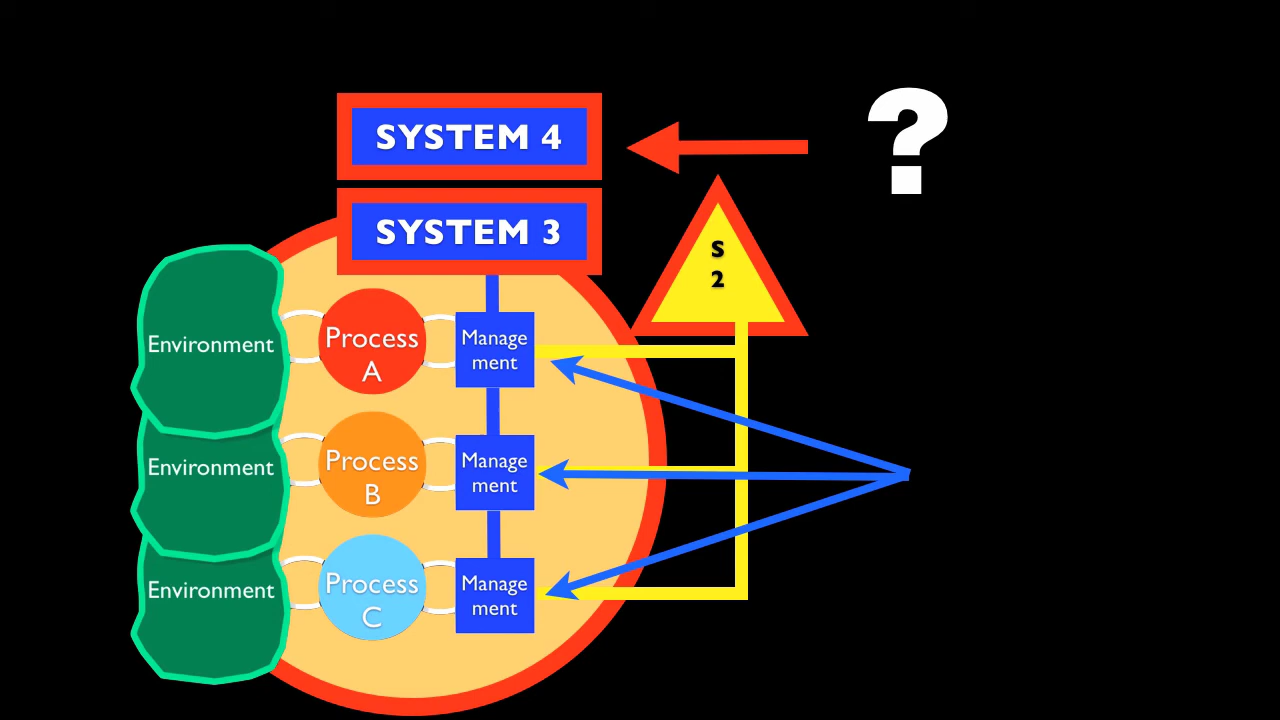 SYSTEM 4
?
SYSTEM 3
S
2
Environment
Process
A
Manage
ment
Environment
Process
B
Manage
ment
Environment
Process
C
Manage
ment